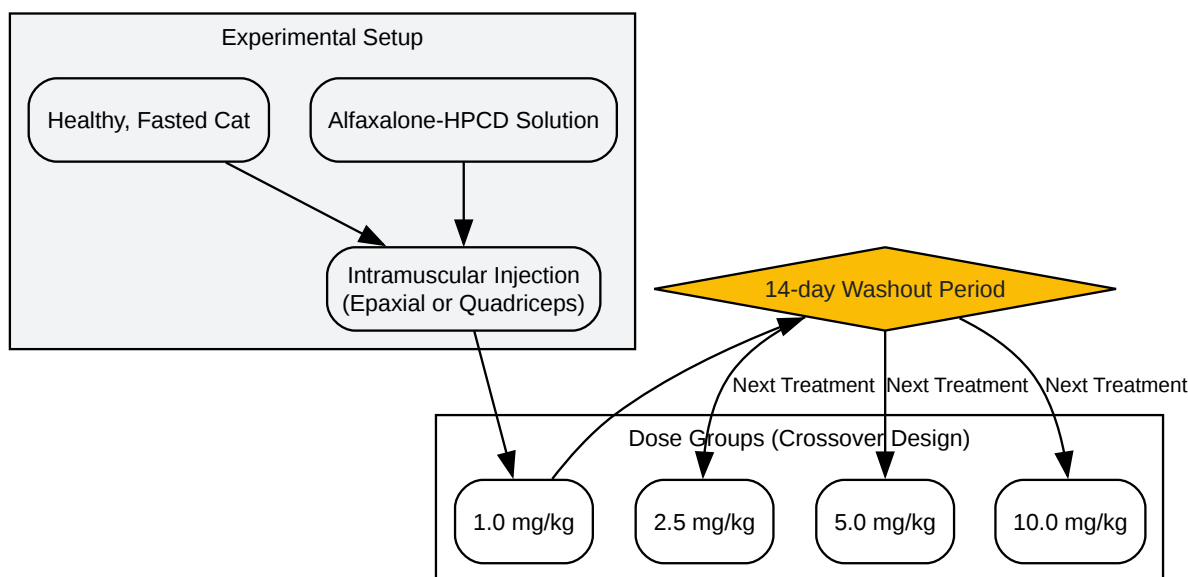 Experimental Setup
Healthy, Fasted Cat
Alfaxalone-HPCD Solution
Intramuscular Injection
(Epaxial or Quadriceps)
14-day Washout Period
Next Treatment
Next Treatment
Next Treatment
Dose Groups (Crossover Design)
1.0 mg/kg
2.5 mg/kg
5.0 mg/kg
10.0 mg/kg